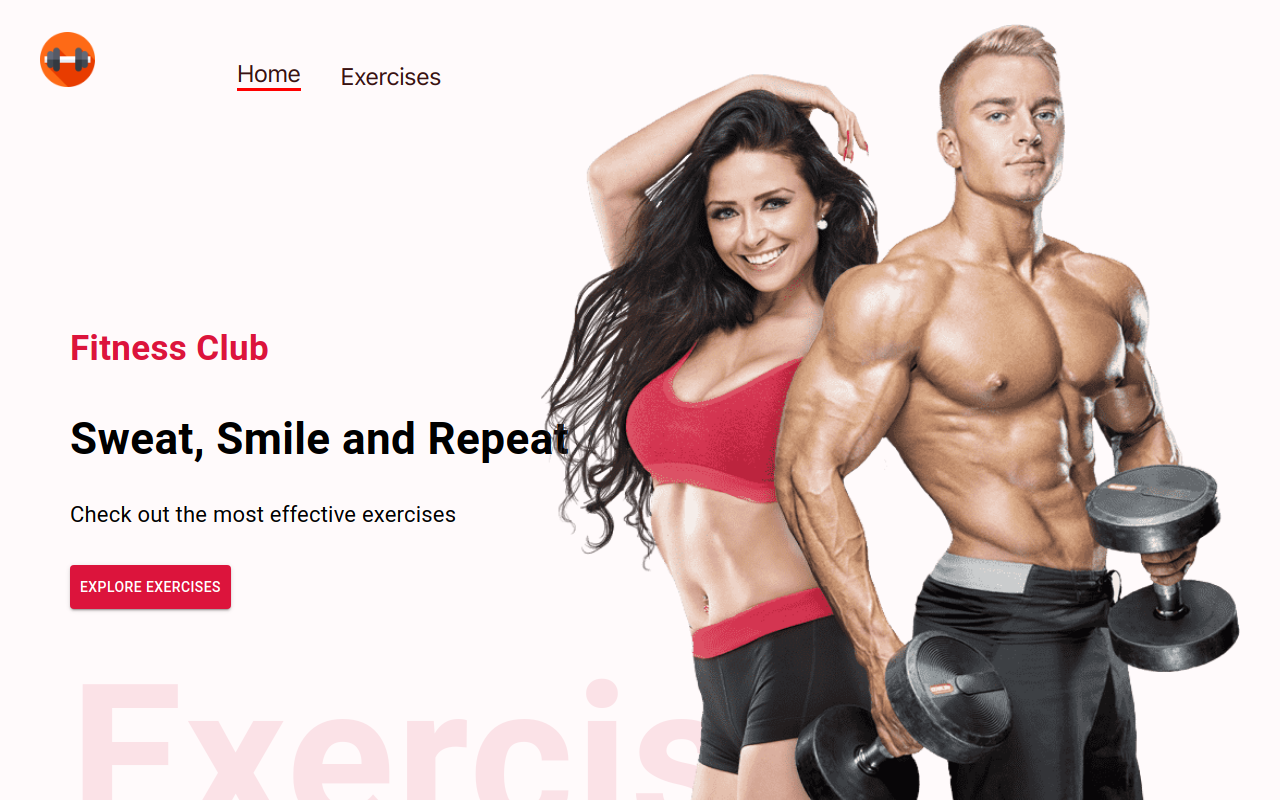 Home Exercises
Fitness Club
Sweat, Smile and Repeat
Check out the most effective exercises
EXPLORE EXERCISES
Exercis